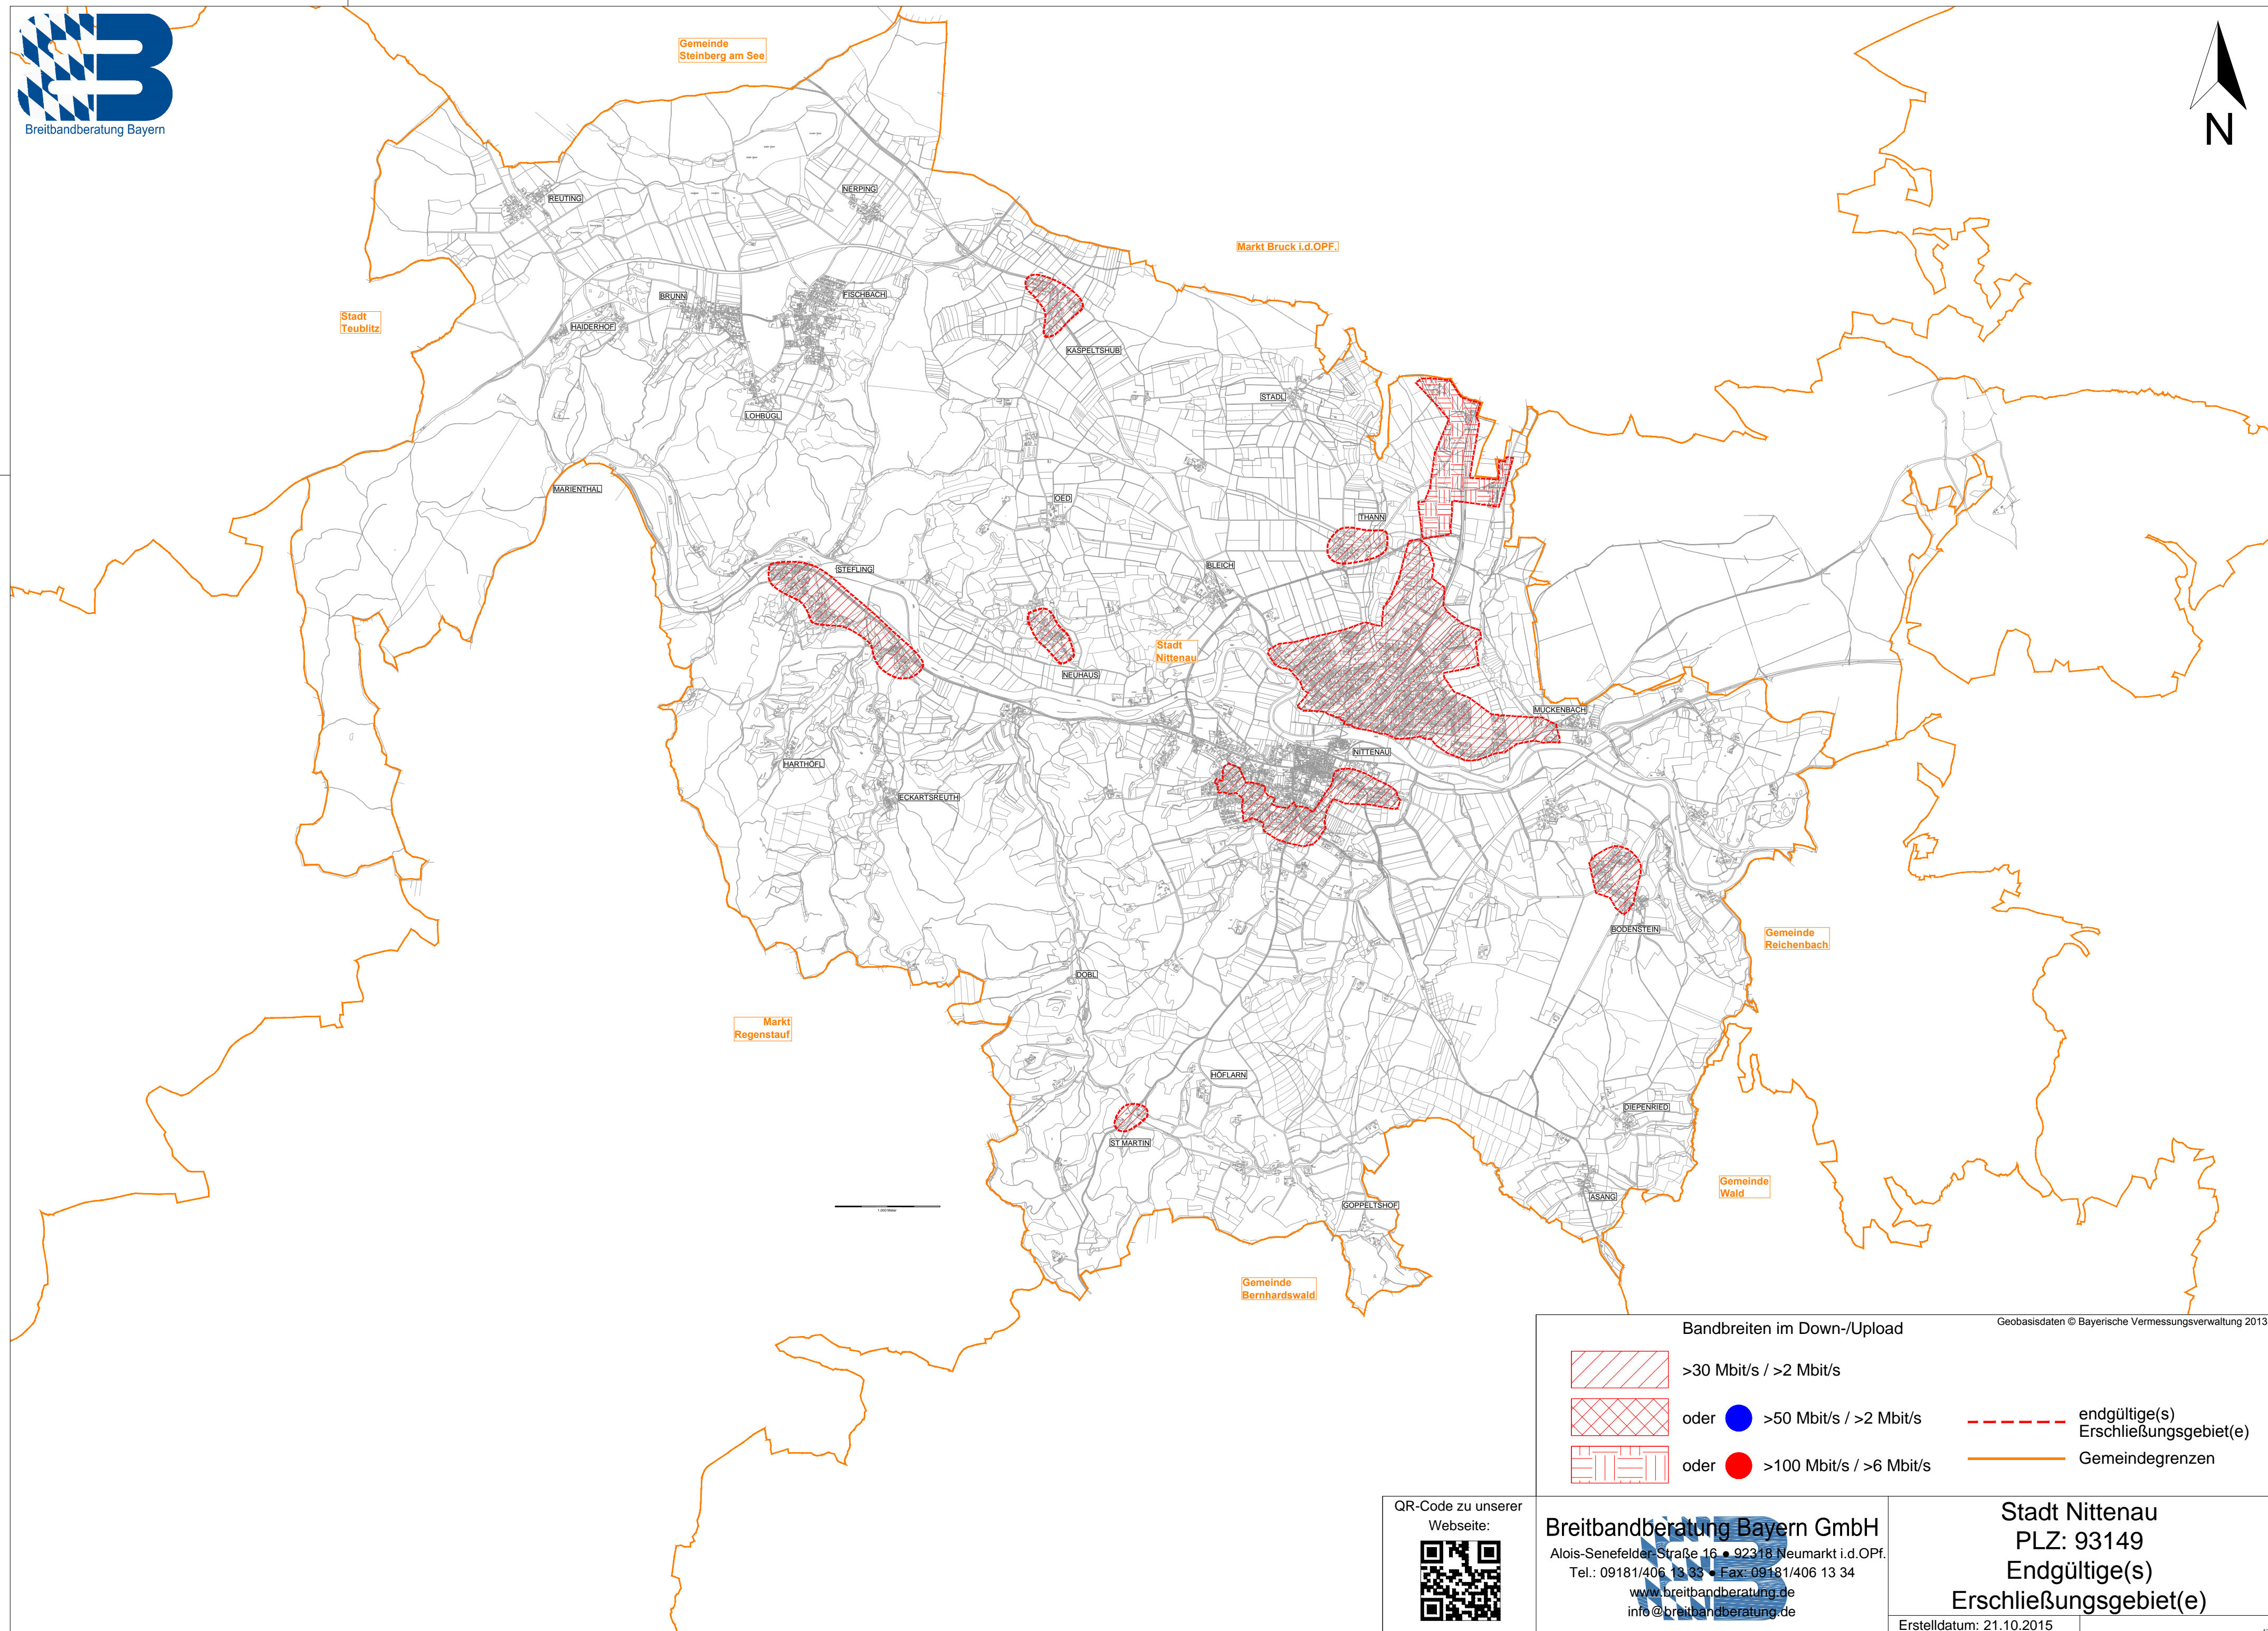 Breitbandberatung Bayern
Gemeinde
Steinberg am See
N
REUTING
NERPING
Markt Bruck i.d.OPF.
BRUNN
FISCHBACH
Stadt
Teublitz
HAIDERHOF
KASPELTSHUB
STADL
LOHBÜGL
MARIENTHAL
OED
THANN
STEFLING
BLEICH
Stadt
Nittenau
NEUHAUS
MUCKENBACH
NITTENAU
HARTHÖFL
ECKARTSREUTH
BODENSTEIN
Gemeinde
Reichenbach
DOBL
Markt
Regenstauf
HÖFLARN
DIEPENRIED
ST MARTIN
Gemeinde
Wald
ASANG
GOPPELTSHOF
1.000 Meter
Gemeinde
Bernhardswald
Bandbreiten im Down-/Upload
Geobasisdaten © Bayerische Vermessungsverwaltung 2013
>30 Mbit/s / >2 Mbit/s
oder >50 Mbit/s / >2 Mbit/s
oder >100 Mbit/s / >6 Mbit/s
endgültige(s)
Erschließungsgebiet(e)
Gemeindegrenzen
QR-Code zu unserer
Webseite:
Breitbandberatung Bayern GmbH
Alois-Senefelder-Straße 16 ● 92318 Neumarkt i.d.OPf.
Tel.: 09181/406 13 33 ● Fax: 09181/406 13 34
www.breitbandberatung.de
info@breitbandberatung.de
Stadt Nittenau
PLZ: 93149
Endgültige(s)
Erschließungsgebiet(e)
Erstelldatum: 21.10.2015